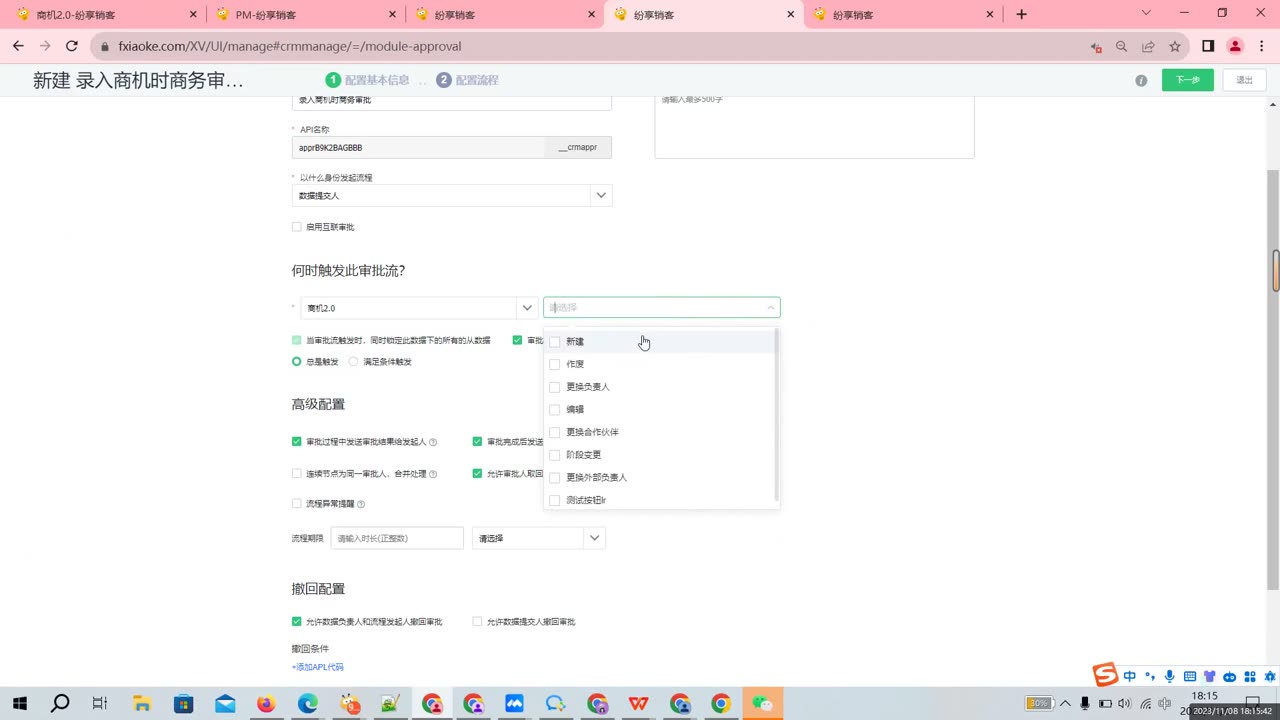 商机2.0-纷享销客
PM-纷享销客
纷享销客
纷享销客
纷享销客
fxiaoke.com/XV/UI/manage#crmmanage/=/module-approval
新建 录入商机时商务审...
1 配置基本信息 ..
2 配置流程
下一步
退出
录入商机时商务审批
请输入最多500字
* API名称
apprB9K2BAGBBB
__crmappr
* 以什么身份发起流程
数据提交人
启用互联审批
何时触发此审批流?
* 商机2.0
请选择
当审批流触发时，同时锁定此数据下的所有的从数据
审批
总是触发
满足条件触发
新建
作废
更换负责人
编辑
更换合作伙伴
阶段变更
更换外部负责人
测试按钮lr
高级配置
审批过程中发送审批结果给发起人
审批完成后发送
连续节点为同一审批人，合并处理
允许审批人取回
流程异常提醒
流程期限
请输入时长(正整数)
请选择
撤回配置
允许数据负责人和流程发起人撤回审批
允许数据提交人撤回审批
撤回条件
+添加APL代码
中
30%
18:15
2023/11/08 18:15:42